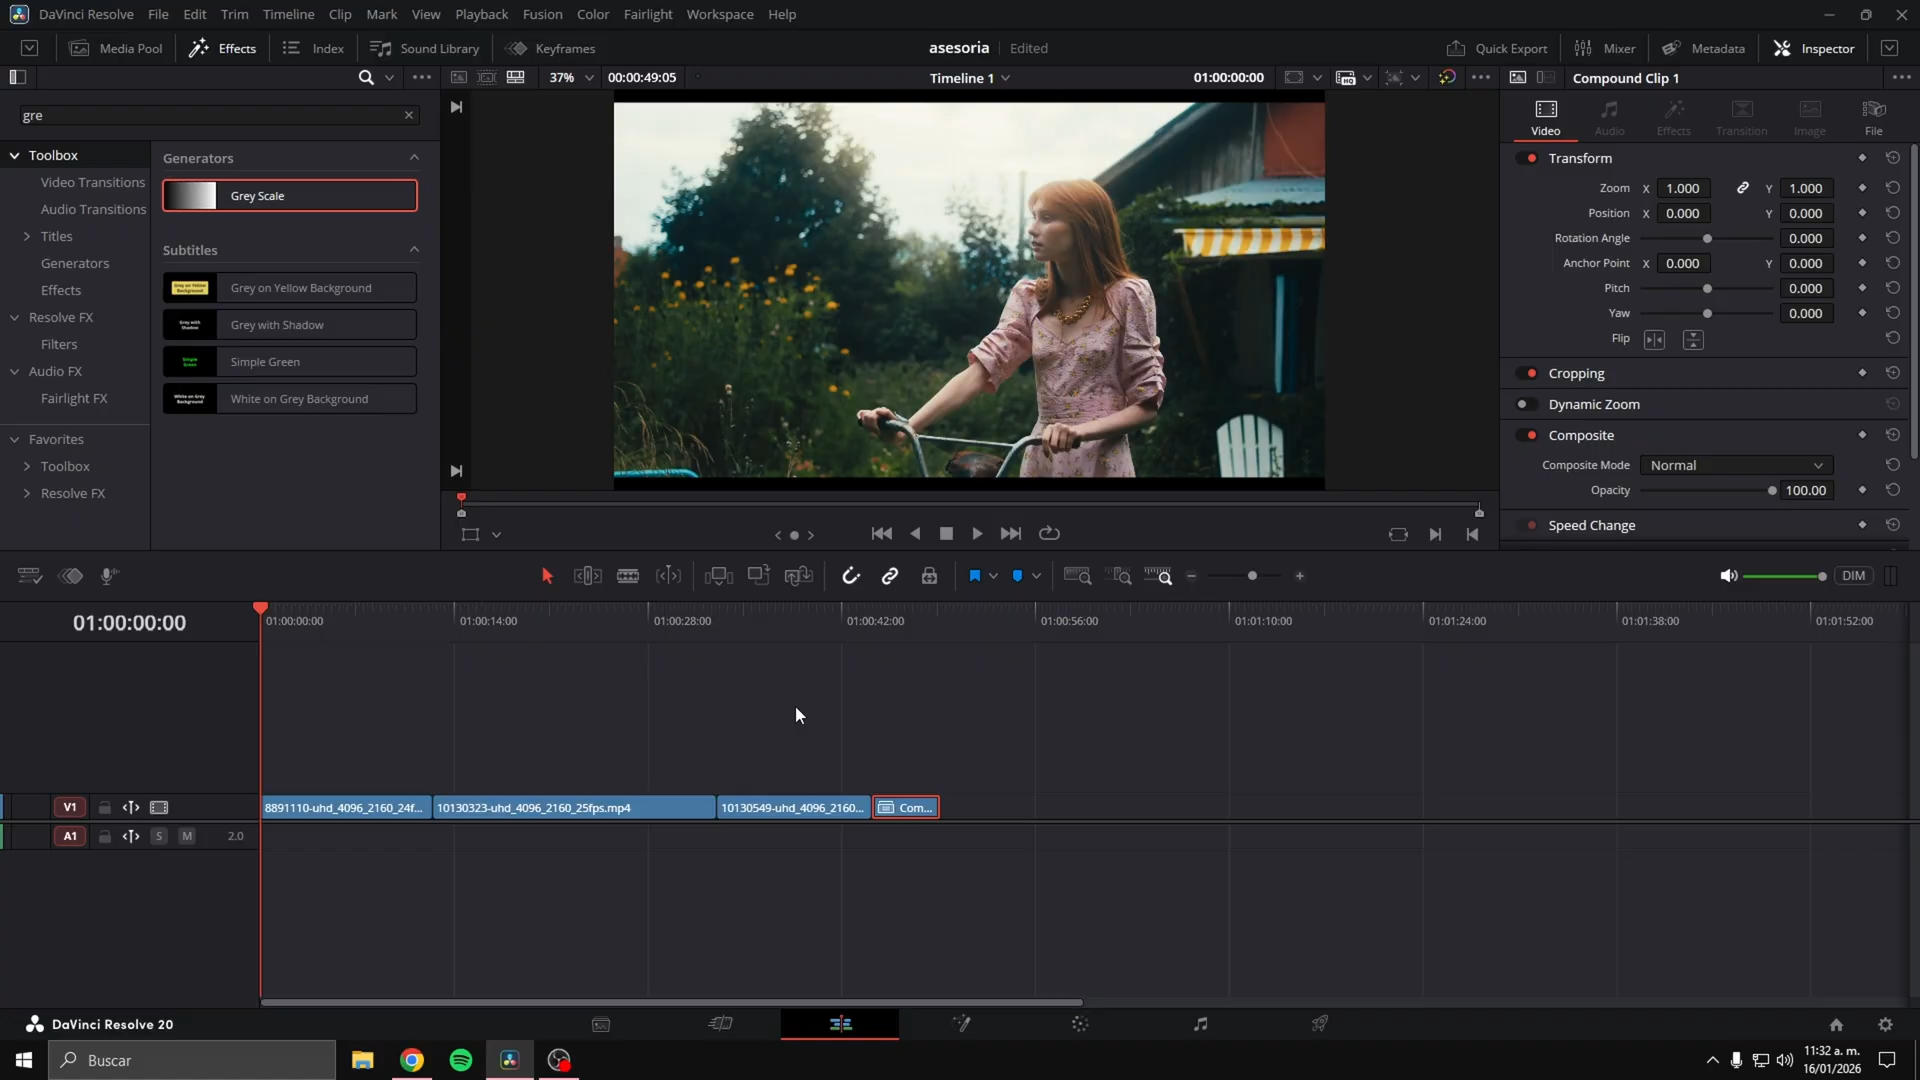 DaVinci Resolve File Edit Trim Timeline Clip Mark View Playback Fusion Color Fairlight Workspace Help
Media Pool Effects Index Sound Library Keyframes asesoria Edited Quick Export Mixer Metadata Inspector
37% 00:00:49:05 Timeline 1 01:00:00:00 Compound Clip 1
gre
Video Audio Effects Transition Image File
Toolbox
Video Transitions
Audio Transitions
Titles
Generators
Effects
Resolve FX
Filters
Audio FX
Fairlight FX
Favorites
Toolbox
Resolve FX
Generators
Grey Scale
Subtitles
Grey on Yellow Background
Grey with Shadow
Simple Green
White on Grey Background
Transform
Zoom X 1.000 Y 1.000
Position X 0.000 Y 0.000
Rotation Angle 0.000
Anchor Point X 0.000 Y 0.000
Pitch 0.000
Yaw 0.000
Flip
Cropping
Dynamic Zoom
Composite
Composite Mode Normal
Opacity 100.00
Speed Change
DIM
01:00:00:00
01:00:00:00 01:00:14:00 01:00:28:00 01:00:42:00 01:00:56:00 01:01:10:00 01:01:24:00 01:01:38:00 01:01:52:00
V1 8891110-uhd_4096_2160_24f... 10130323-uhd_4096_2160_25fps.mp4 10130549-uhd_4096_2160... Com...
A1 S M 2.0
DaVinci Resolve 20
Buscar
11:32 a. m.
16/01/2026